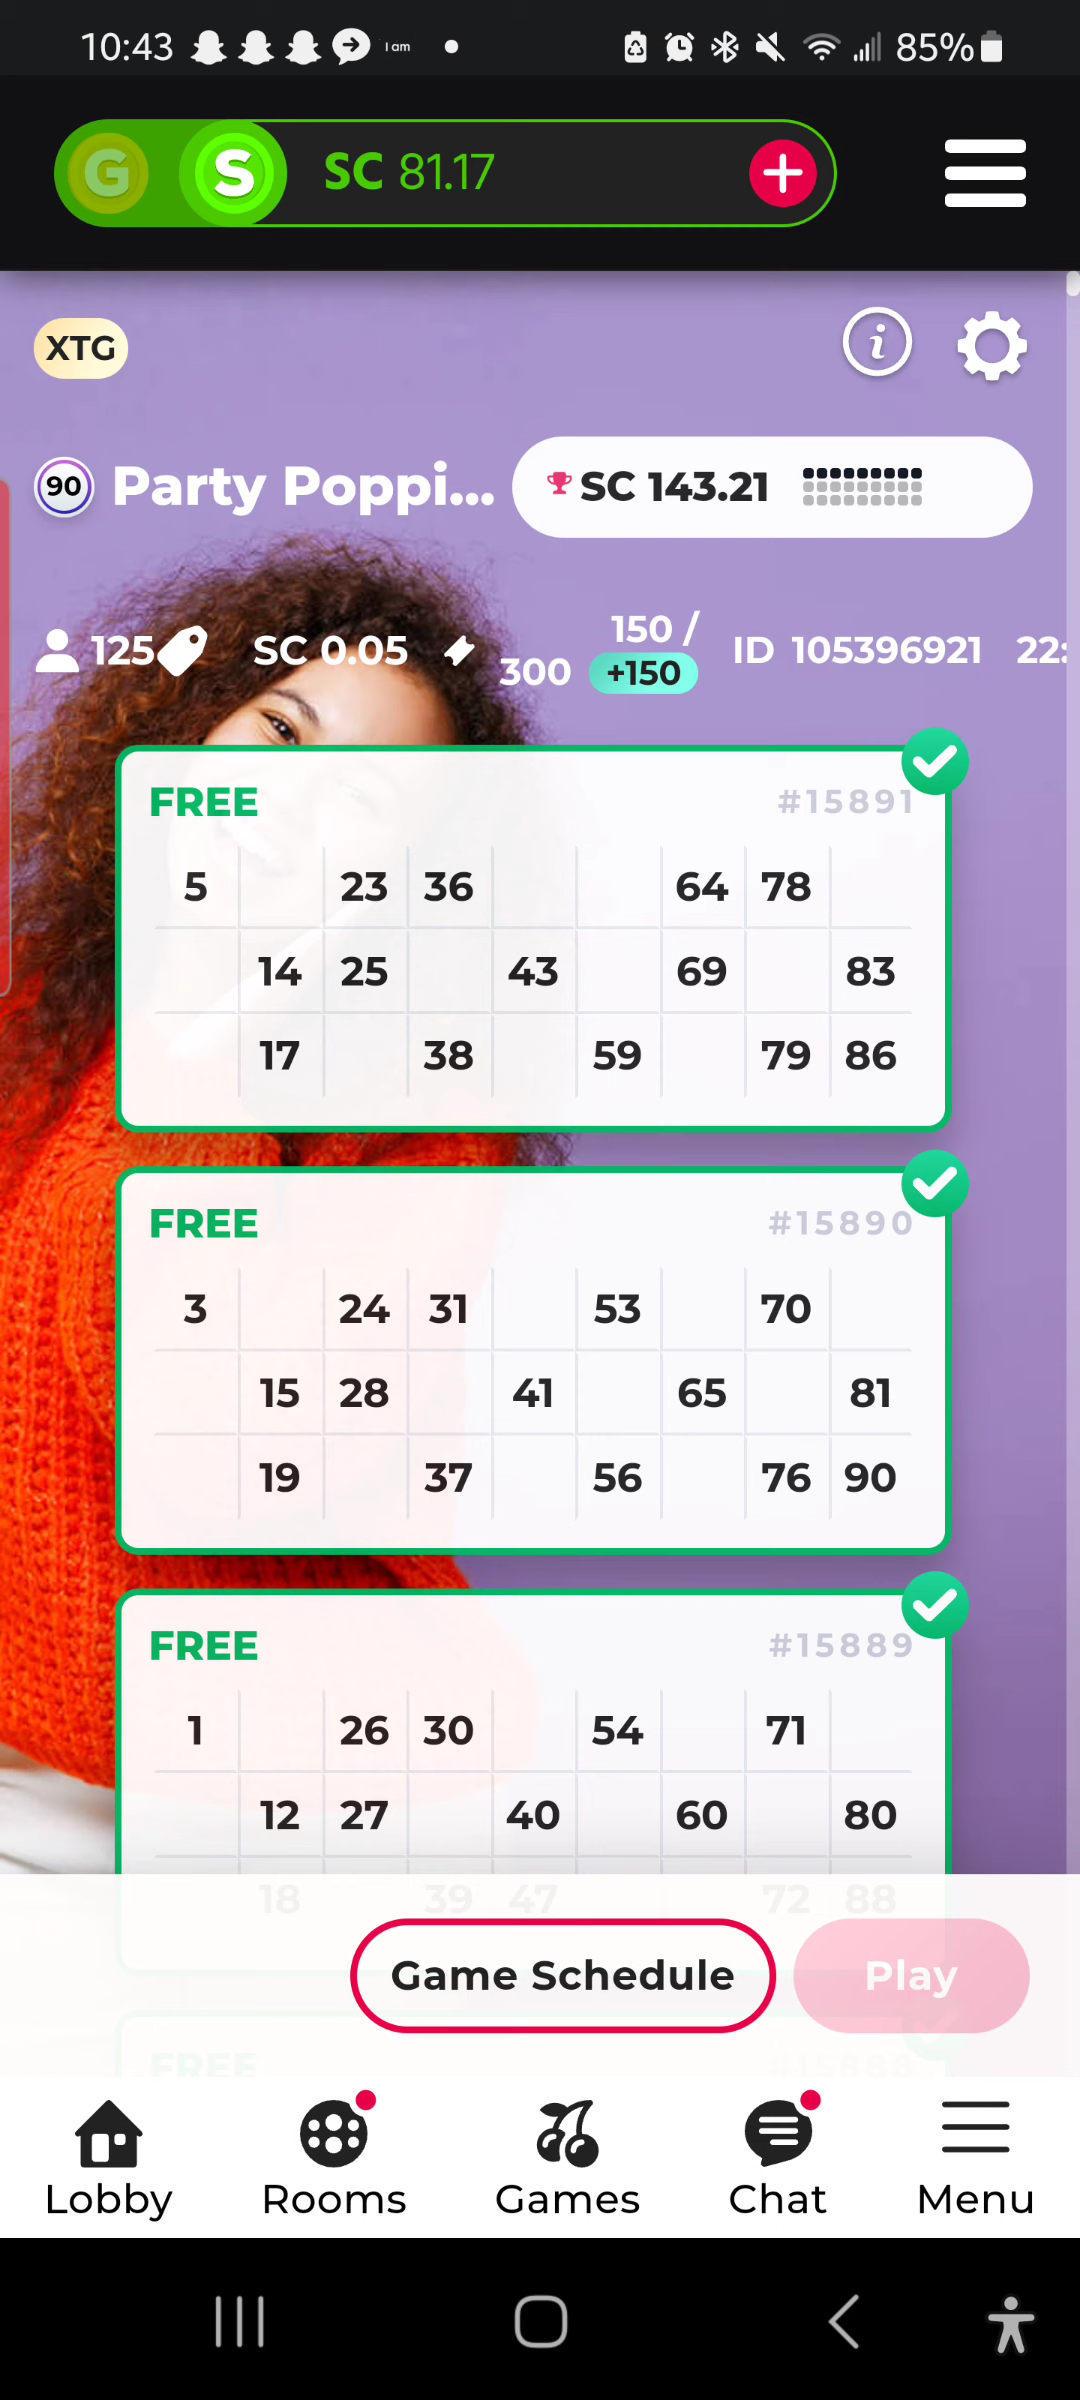 10:43 I am 85%
G S SC 81.17
XTG
90 Party Poppi... SC 143.21
125 SC 0.05 150 / 300 +150 ID 105396921 22:
FREE #15891
5 23 36 64 78
14 25 43 69 83
17 38 59 79 86
FREE #15890
3 24 31 53 70
15 28 41 65 81
19 37 56 76 90
FREE #15889
1 26 30 54 71
12 27 40 60 80
18 39 47 72 88
Game Schedule Play
FREE #15888
Lobby Rooms Games Chat Menu